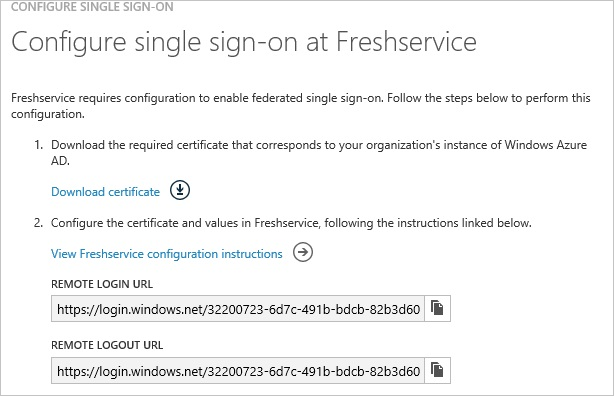 CONFIGURE SINGLE SIGN-ON
Configure single sign-on at Freshservice
Freshservice requires configuration to enable federated single sign-on. Follow the steps below to perform this
configuration.
1. Download the required certificate that corresponds to your organization's instance of Windows Azure
AD.
Download certificate
2. Configure the certificate and values in Freshservice, following the instructions linked below.
View Freshservice configuration instructions
REMOTE LOGIN URL
https://login.windows.net/32200723-6d7c-491b-bdcb-82b3d60
REMOTE LOGOUT URL
https://login.windows.net/32200723-6d7c-491b-bdcb-82b3d60